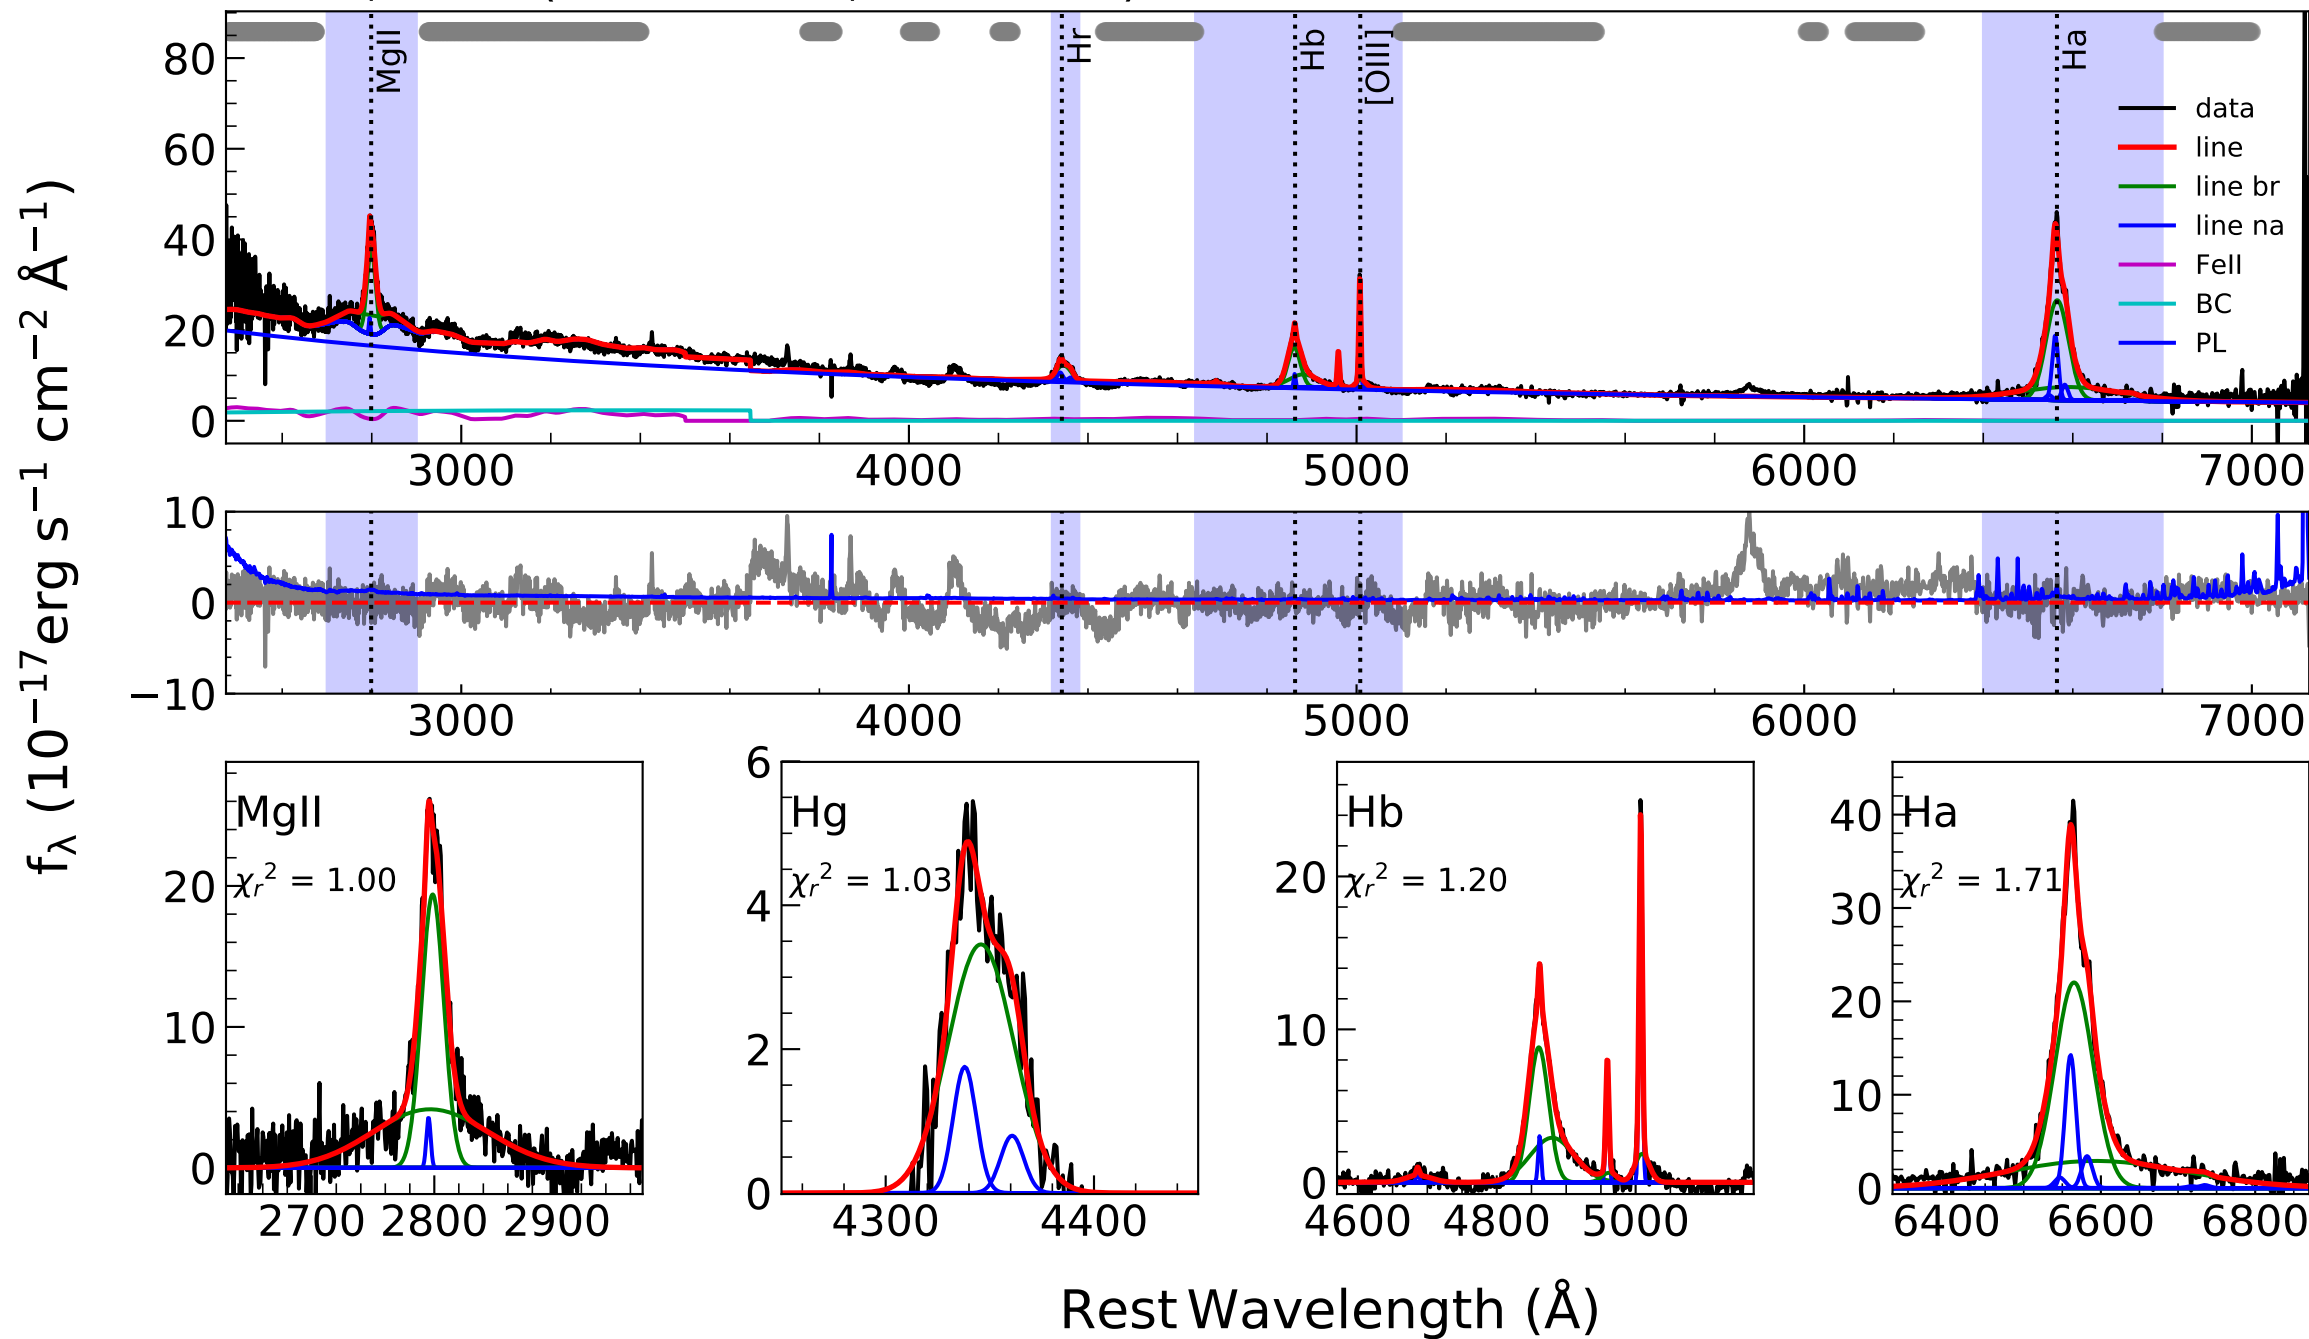 f_λ (10⁻¹⁷erg s⁻¹ cm⁻² Å⁻¹)
80
60
40
20
0
MgII
Hr
Hb
[OIII]
Ha
data
line
line br
line na
FeII
BC
PL
3000 4000 5000 6000 7000
10
0
−10
3000 4000 5000 6000 7000
MgII
χᵣ² = 1.00
20
10
0
2700 2800 2900
Hg
χᵣ² = 1.03
6
4
2
0
4300 4400
Hb
χᵣ² = 1.20
20
10
0
4600 4800 5000
Ha
χᵣ² = 1.71
40
30
20
10
0
6400 6600 6800
Rest Wavelength (Å)